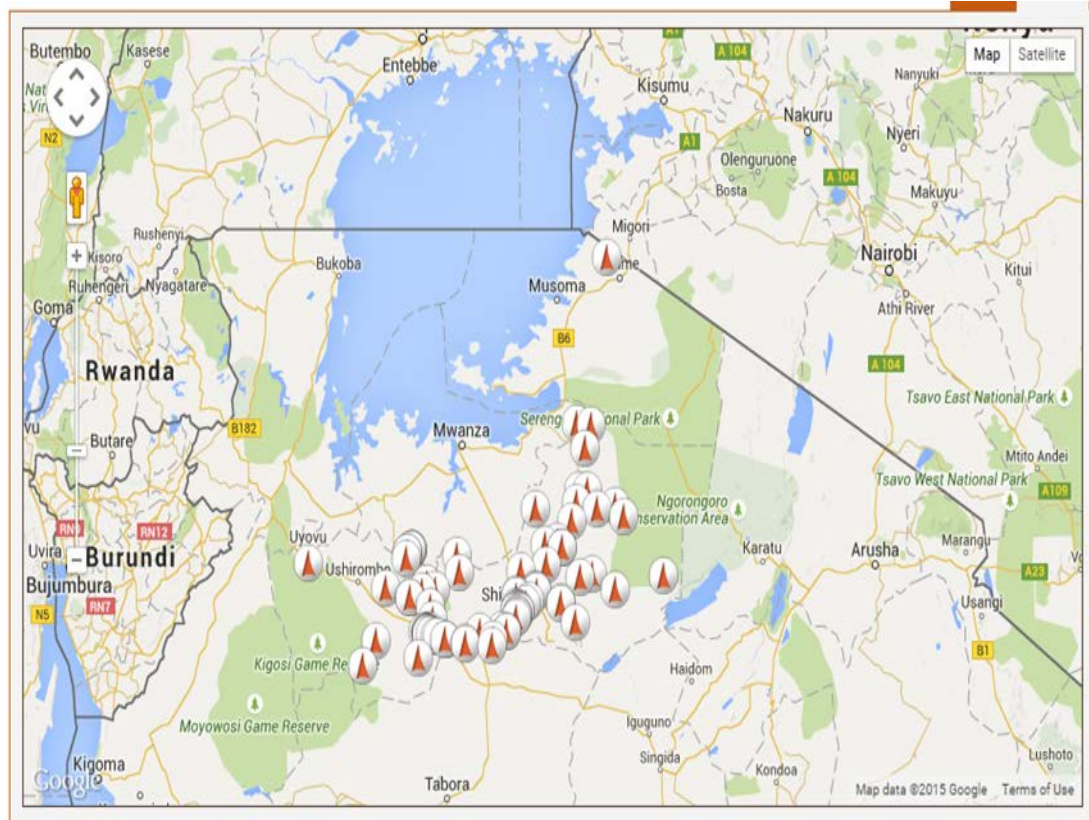 Butembo
Kasese
Entebbe
A1
A 104
Map
Satellite
Kisumu
Nanyuki
N2
Nakuru
Nyeri
A1
Olenguruone
Bosta
A 104
Makuyu
Rushenyi
Kisoro
Migori
Nairobi
Ruhengeri
Nyagatare
Bukoba
Kitui
Goma
Musoma
Athi River
B6
Rwanda
A 104
Tsavo East National Park
Butare
B182
Mwanza
Mtito Andei
Tsavo West National Park
A109
Ngorongoro
RN12
Uyovu
Uvira
Burundi
Karatu
Arusha
Marangu
Bujumbura
Ushirombo
A23
RN7
N5
Usangi
B1
Kigosi Game Re
Haidom
Moyowosi Game Reserve
Iguguno
Singida
Lushoto
Kigoma
Kondoa
Google
Tabora
Map data ©2015 Google
Terms of Use